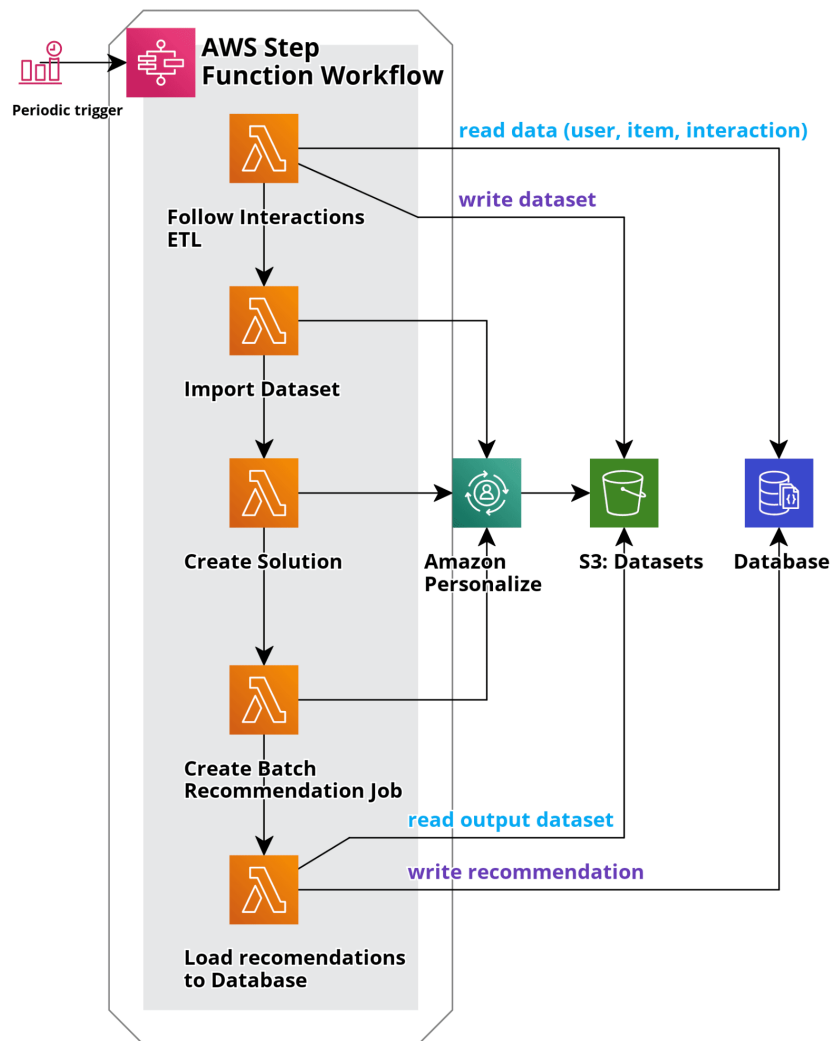 AWS Step
Function Workflow
Periodic trigger
read data (user, item, interaction)
write dataset
Follow Interactions
ETL
Import Dataset
Create Solution
Amazon
Personalize
S3: Datasets
Database
Create Batch
Recommendation Job
read output dataset
write recommendation
Load recomendations
to Database